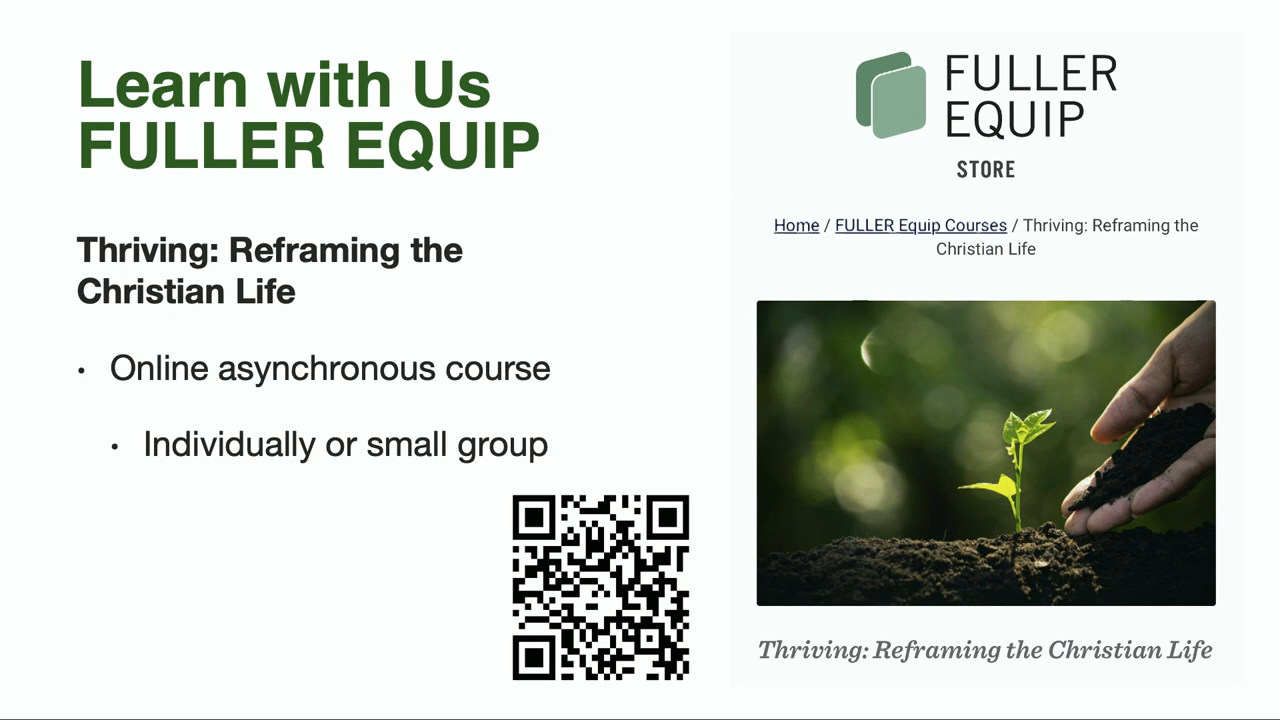 Learn with Us
FULLER EQUIP
Thriving: Reframing the
Christian Life
• Online asynchronous course
• Individually or small group
FULLER
EQUIP
STORE
Home / FULLER Equip Courses / Thriving: Reframing the
Christian Life
Thriving: Reframing the Christian Life